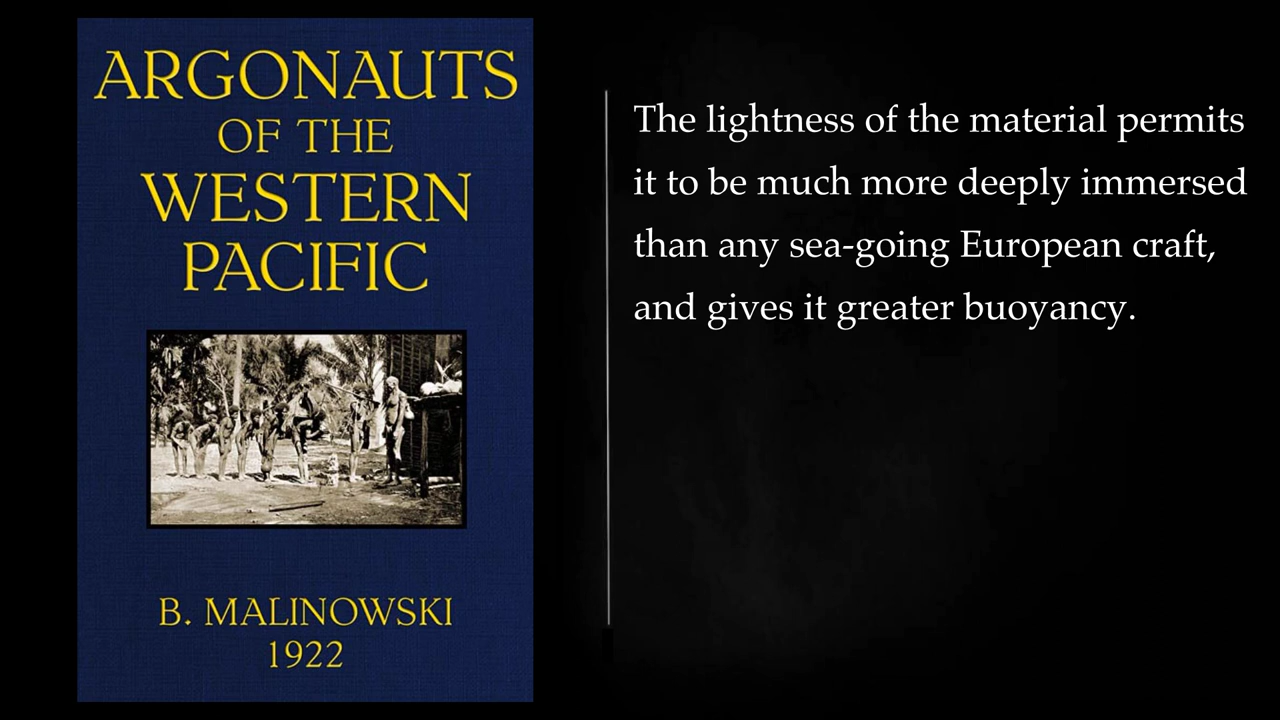 ARGONAUTS
OF THE
WESTERN
PACIFIC
B. MALINOWSKI
1922
The lightness of the material permits
it to be much more deeply immersed
than any sea-going European craft,
and gives it greater buoyancy.